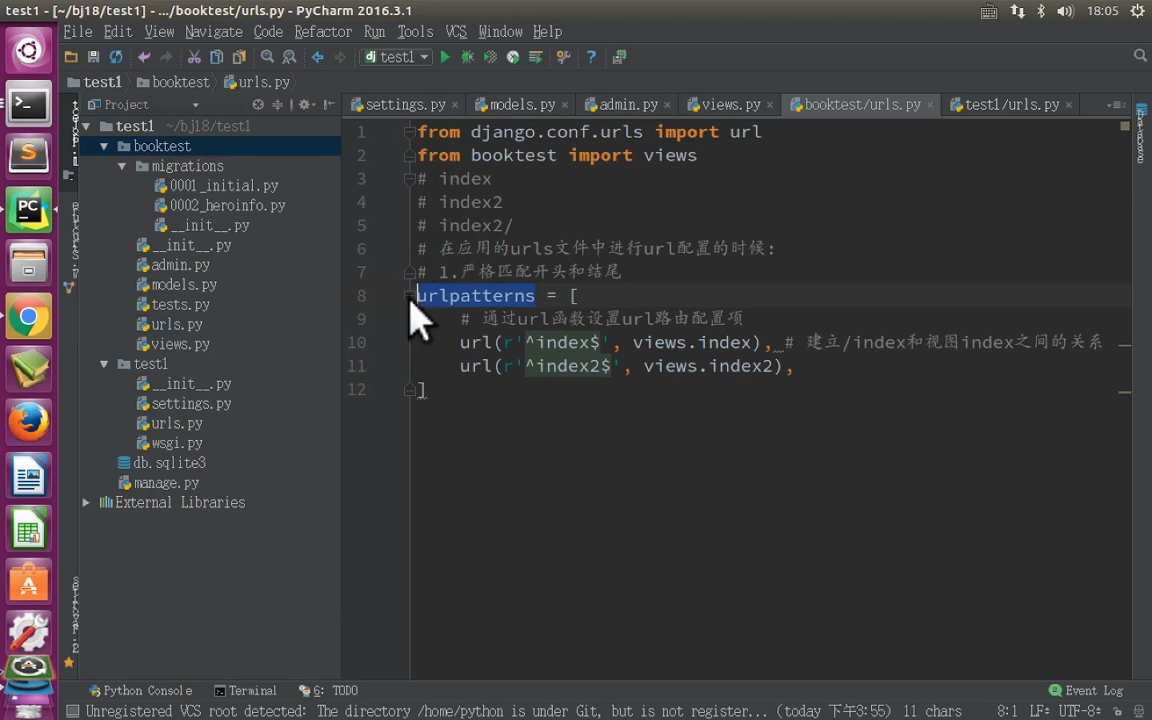 test1 - [~/bj18/test1] - .../booktest/urls.py - PyCharm 2016.3.1
18:05
File Edit View Navigate Code Refactor Run Tools VCS Window Help
dj test1
test1 booktest urls.py
Project
settings.py models.py admin.py views.py booktest/urls.py test1/urls.py
test1 ~/bj18/test1
booktest
migrations
0001_initial.py
0002_heroinfo.py
__init__.py
__init__.py
admin.py
models.py
tests.py
urls.py
views.py
test1
__init__.py
settings.py
urls.py
wsgi.py
db.sqlite3
manage.py
External Libraries
1 from django.conf.urls import url
2 from booktest import views
3 # index
4 # index2
5 # index2/
6 # 在应用的urls文件中进行url配置的时候:
7 # 1.严格匹配开头和结尾
8 urlpatterns = [
9 # 通过url函数设置url路由配置项
10 url(r'^index$', views.index), # 建立/index和视图index之间的关系
11 url(r'^index2$', views.index2),
12 ]
Python Console Terminal 6: TODO Event Log
Unregistered VCS root detected: The directory /home/python is under Git, but is not register... (today 下午3:55) 11 chars 8:1 LF÷ UTF-8÷